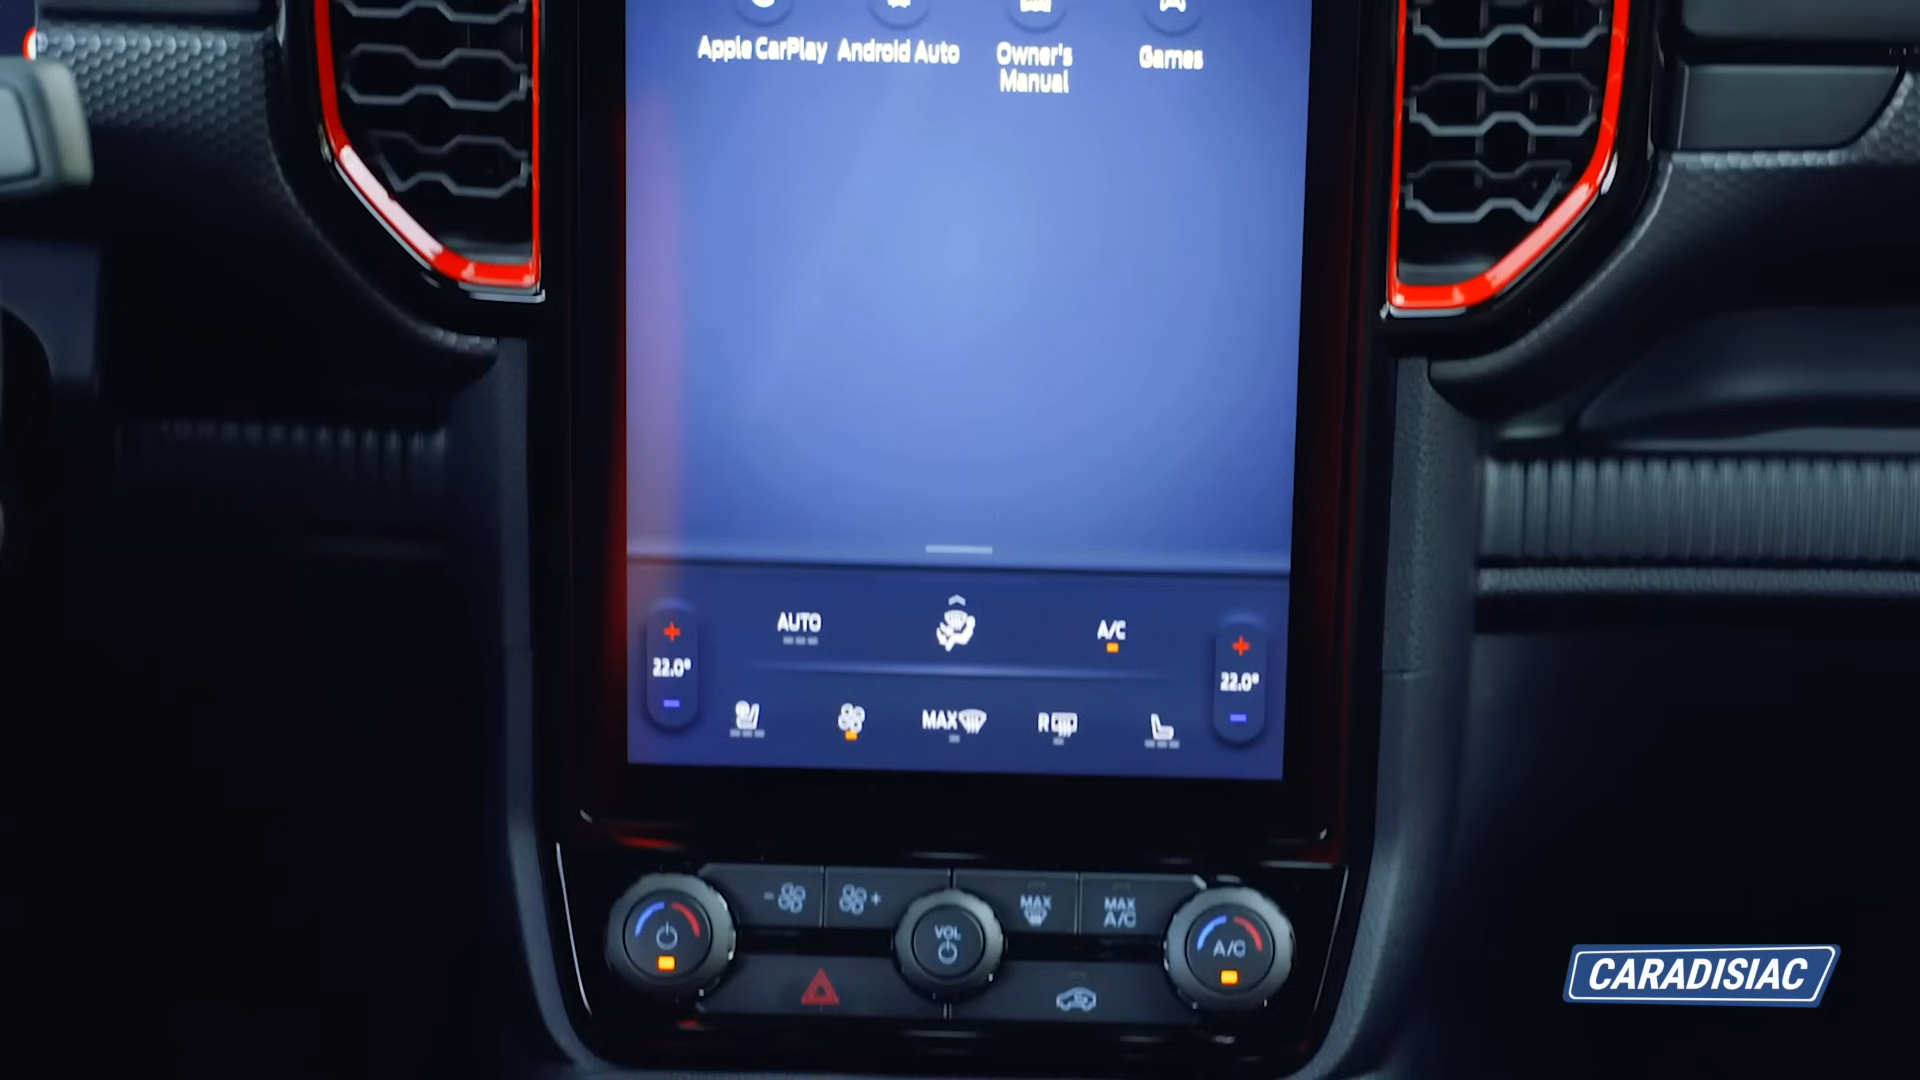 Apple CarPlay
Android Auto
Owner's
Manual
Games
AUTO
A/C
22.0°
22.0°
MAX
R
- +
VOL
MAX
MAX
A/C
A/C
CARADISIAC